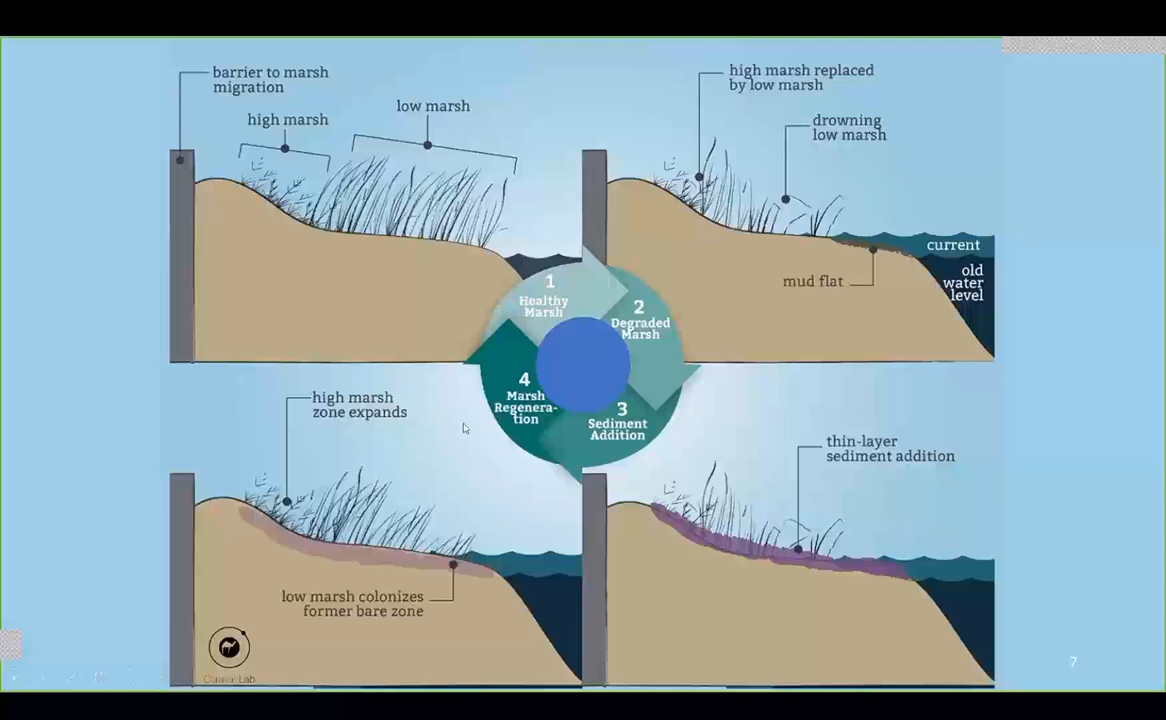 barrier to marsh
migration
high marsh
low marsh
high marsh replaced
by low marsh
drowning
low marsh
current
old
water
level
mud flat
1
Healthy
Marsh
2
Degraded
Marsh
3
Sediment
Addition
4
Marsh
Regenera-
tion
high marsh
zone expands
low marsh colonizes
former bare zone
thin-layer
sediment addition
Lab
7